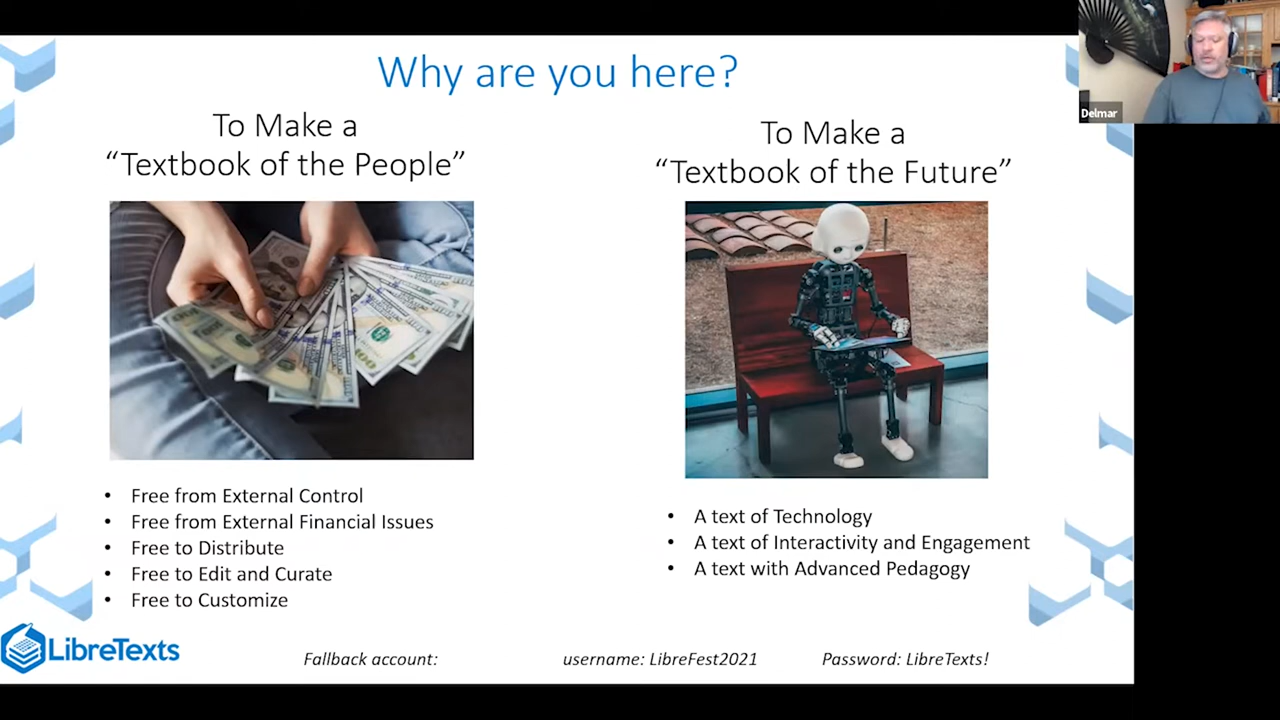 Why are you here?
To Make a
“Textbook of the People”
• Free from External Control
• Free from External Financial Issues
• Free to Distribute
• Free to Edit and Curate
• Free to Customize
To Make a
“Textbook of the Future”
• A text of Technology
• A text of Interactivity and Engagement
• A text with Advanced Pedagogy
LibreTexts
Fallback account: username: LibreFest2021 Password: LibreTexts!
Delmar